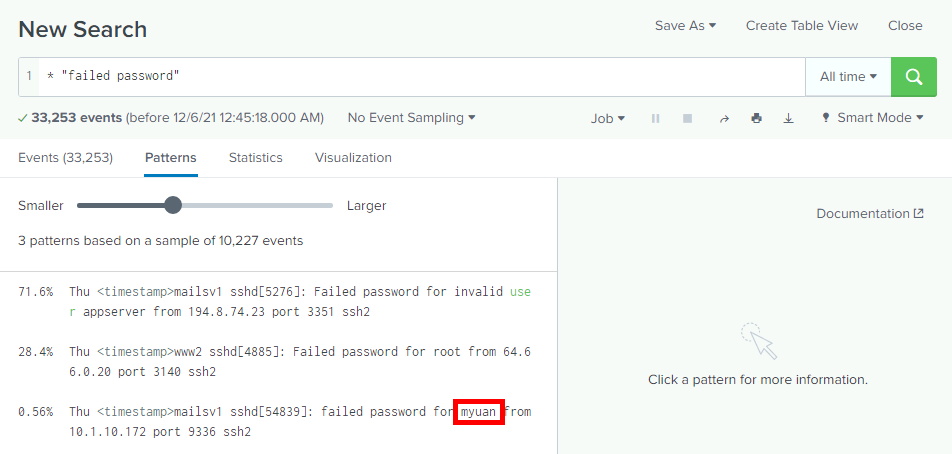 New Search
Save As
Create Table View
Close
1 * "failed password"
All time
33,253 events (before 12/6/21 12:45:18.000 AM)
No Event Sampling
Job
Smart Mode
Events (33,253)
Patterns
Statistics
Visualization
Smaller
Larger
Documentation
3 patterns based on a sample of 10,227 events
71.6% Thu <timestamp>mailsv1 sshd[5276]: Failed password for invalid use
r appserver from 194.8.74.23 port 3351 ssh2
28.4% Thu <timestamp>www2 sshd[4885]: Failed password for root from 64.6
6.0.20 port 3140 ssh2
0.56% Thu <timestamp>mailsv1 sshd[54839]: failed password for myuan from
10.1.10.172 port 9336 ssh2
Click a pattern for more information.